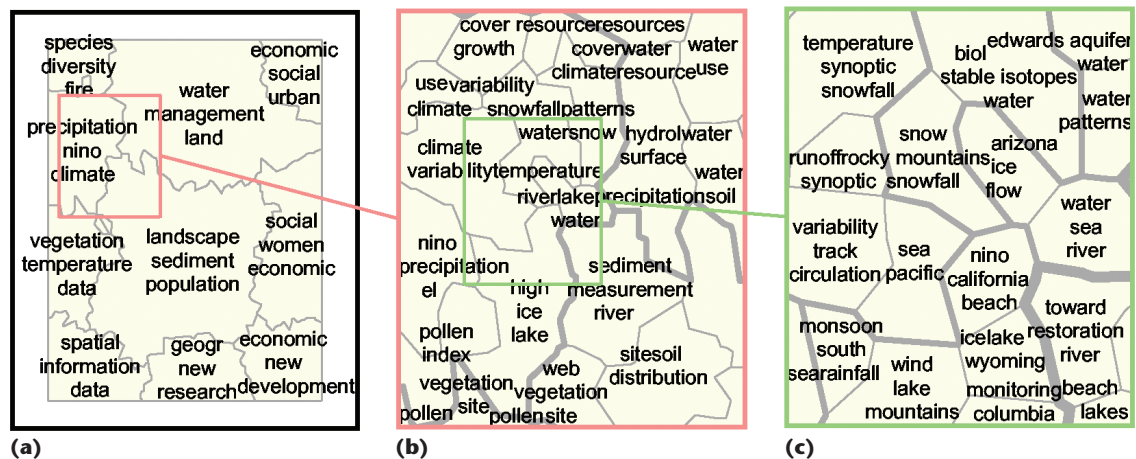 species
diversity
fire
economic
social
urban
water
management
land
precipitation
nino
climate
vegetation
temperature
data
landscape
sediment
population
social
women
economic
spatial
information
data
geogr
new
research
economic
new
development
(a)
cover resourceresources
growth
coverwater
water
climateresourceuse
usevariability
climate
snowfallpatterns
watersnow
hydrolwater
surface
climate
variabilitytemperature
water
riverlakeprecipitationsoil
water
nino
precipitation
el
high
ice
lake
sediment
measurement
river
pollen
index
sitesoil
distribution
web
vegetation
vegetation
pollen
site
pollensite
(b)
temperature
synoptic
snowfall
biol
stable isotopes
water
edwards aquifer
water
water
patterns
snow
mountains
snowfall
arizona
ice
flow
runoffrocky
synoptic
water
sea
river
variability
track
circulation
sea
pacific
nino
california
beach
toward
restoration
river
monsoon
south
searainfall
icelake
wyoming
wind
lake
mountains
monitoring
columbia
beach
lakes
(c)